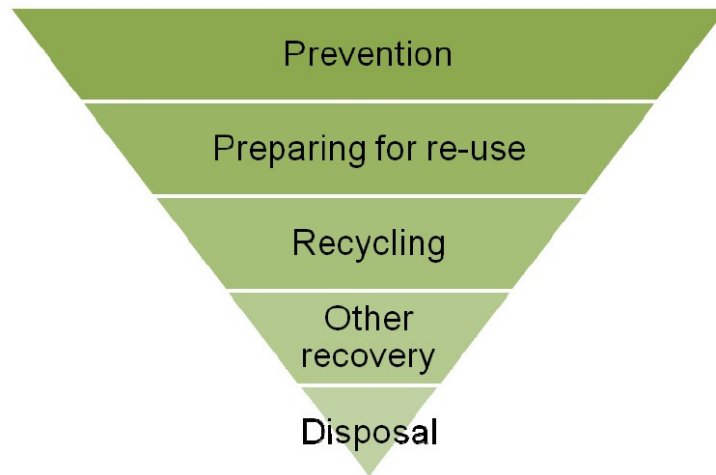 Prevention
Preparing for re-use
Recycling
Other
recovery
Disposal